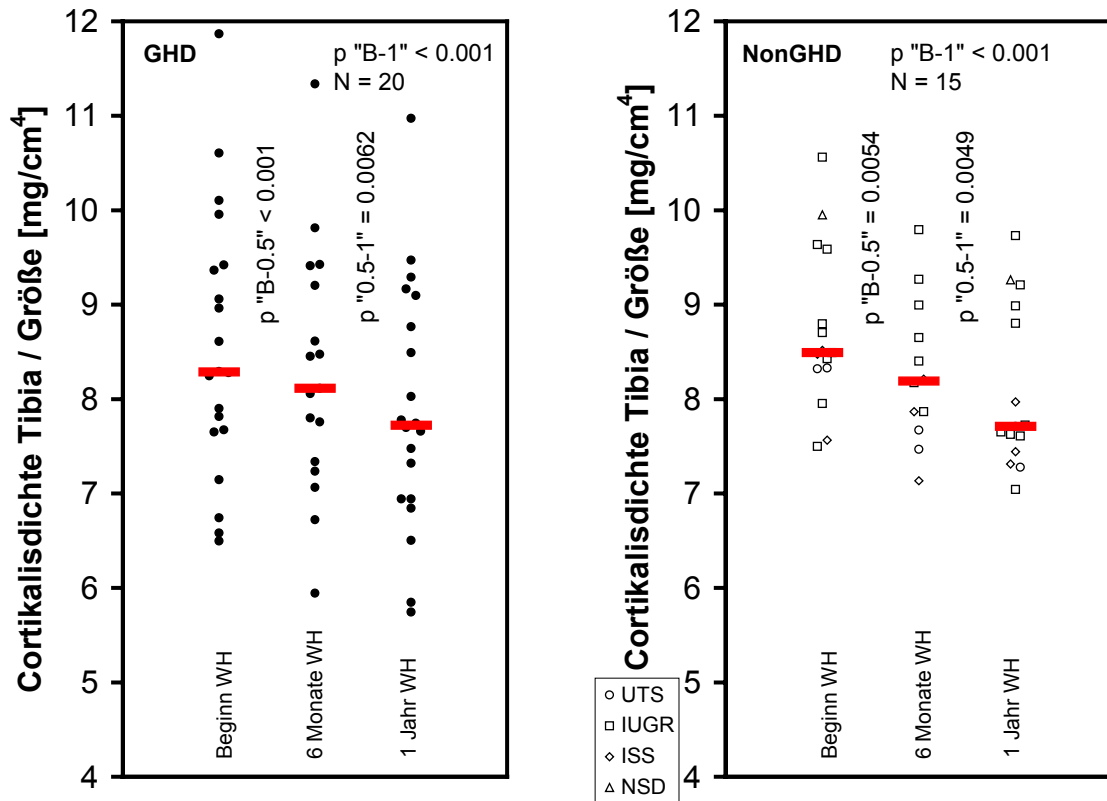 Cortikalisdichte Tibia / Größe [mg/cm⁴]
12
11
10
9
8
7
6
5
4
GHD
p "B-1" < 0.001
N = 20
p "B-0.5" < 0.001
p "0.5-1" = 0.0062
Beginn WH
6 Monate WH
1 Jahr WH
Cortikalisdichte Tibia / Größe [mg/cm⁴]
12
11
10
9
8
7
6
5
4
NonGHD
p "B-1" < 0.001
N = 15
p "B-0.5" = 0.0054
p "0.5-1" = 0.0049
Beginn WH
6 Monate WH
1 Jahr WH
UTS
IUGR
ISS
NSD